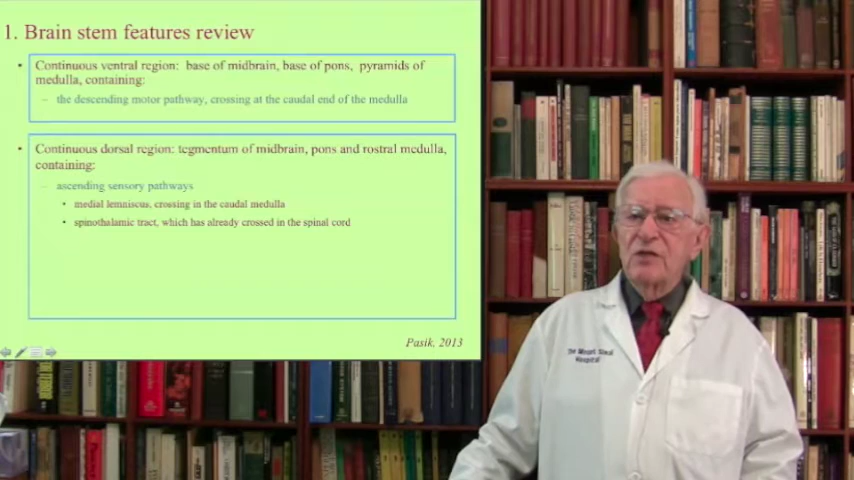 1. Brain stem features review
• Continuous ventral region: base of midbrain, base of pons, pyramids of
medulla, containing:
– the descending motor pathway, crossing at the caudal end of the medulla
• Continuous dorsal region: tegmentum of midbrain, pons and rostral medulla,
containing:
– ascending sensory pathways
• medial lemniscus, crossing in the caudal medulla
• spinothalamic tract, which has already crossed in the spinal cord
Pasik, 2013
The Mount Sinai
Hospital